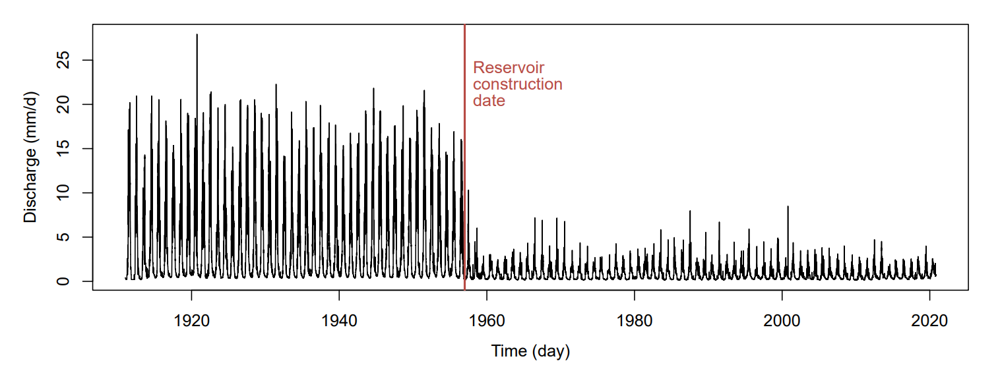 Reservoir
construction
date
Discharge (mm/d)
25
20
15
10
5
0
1920 1940 1960 1980 2000 2020
Time (day)